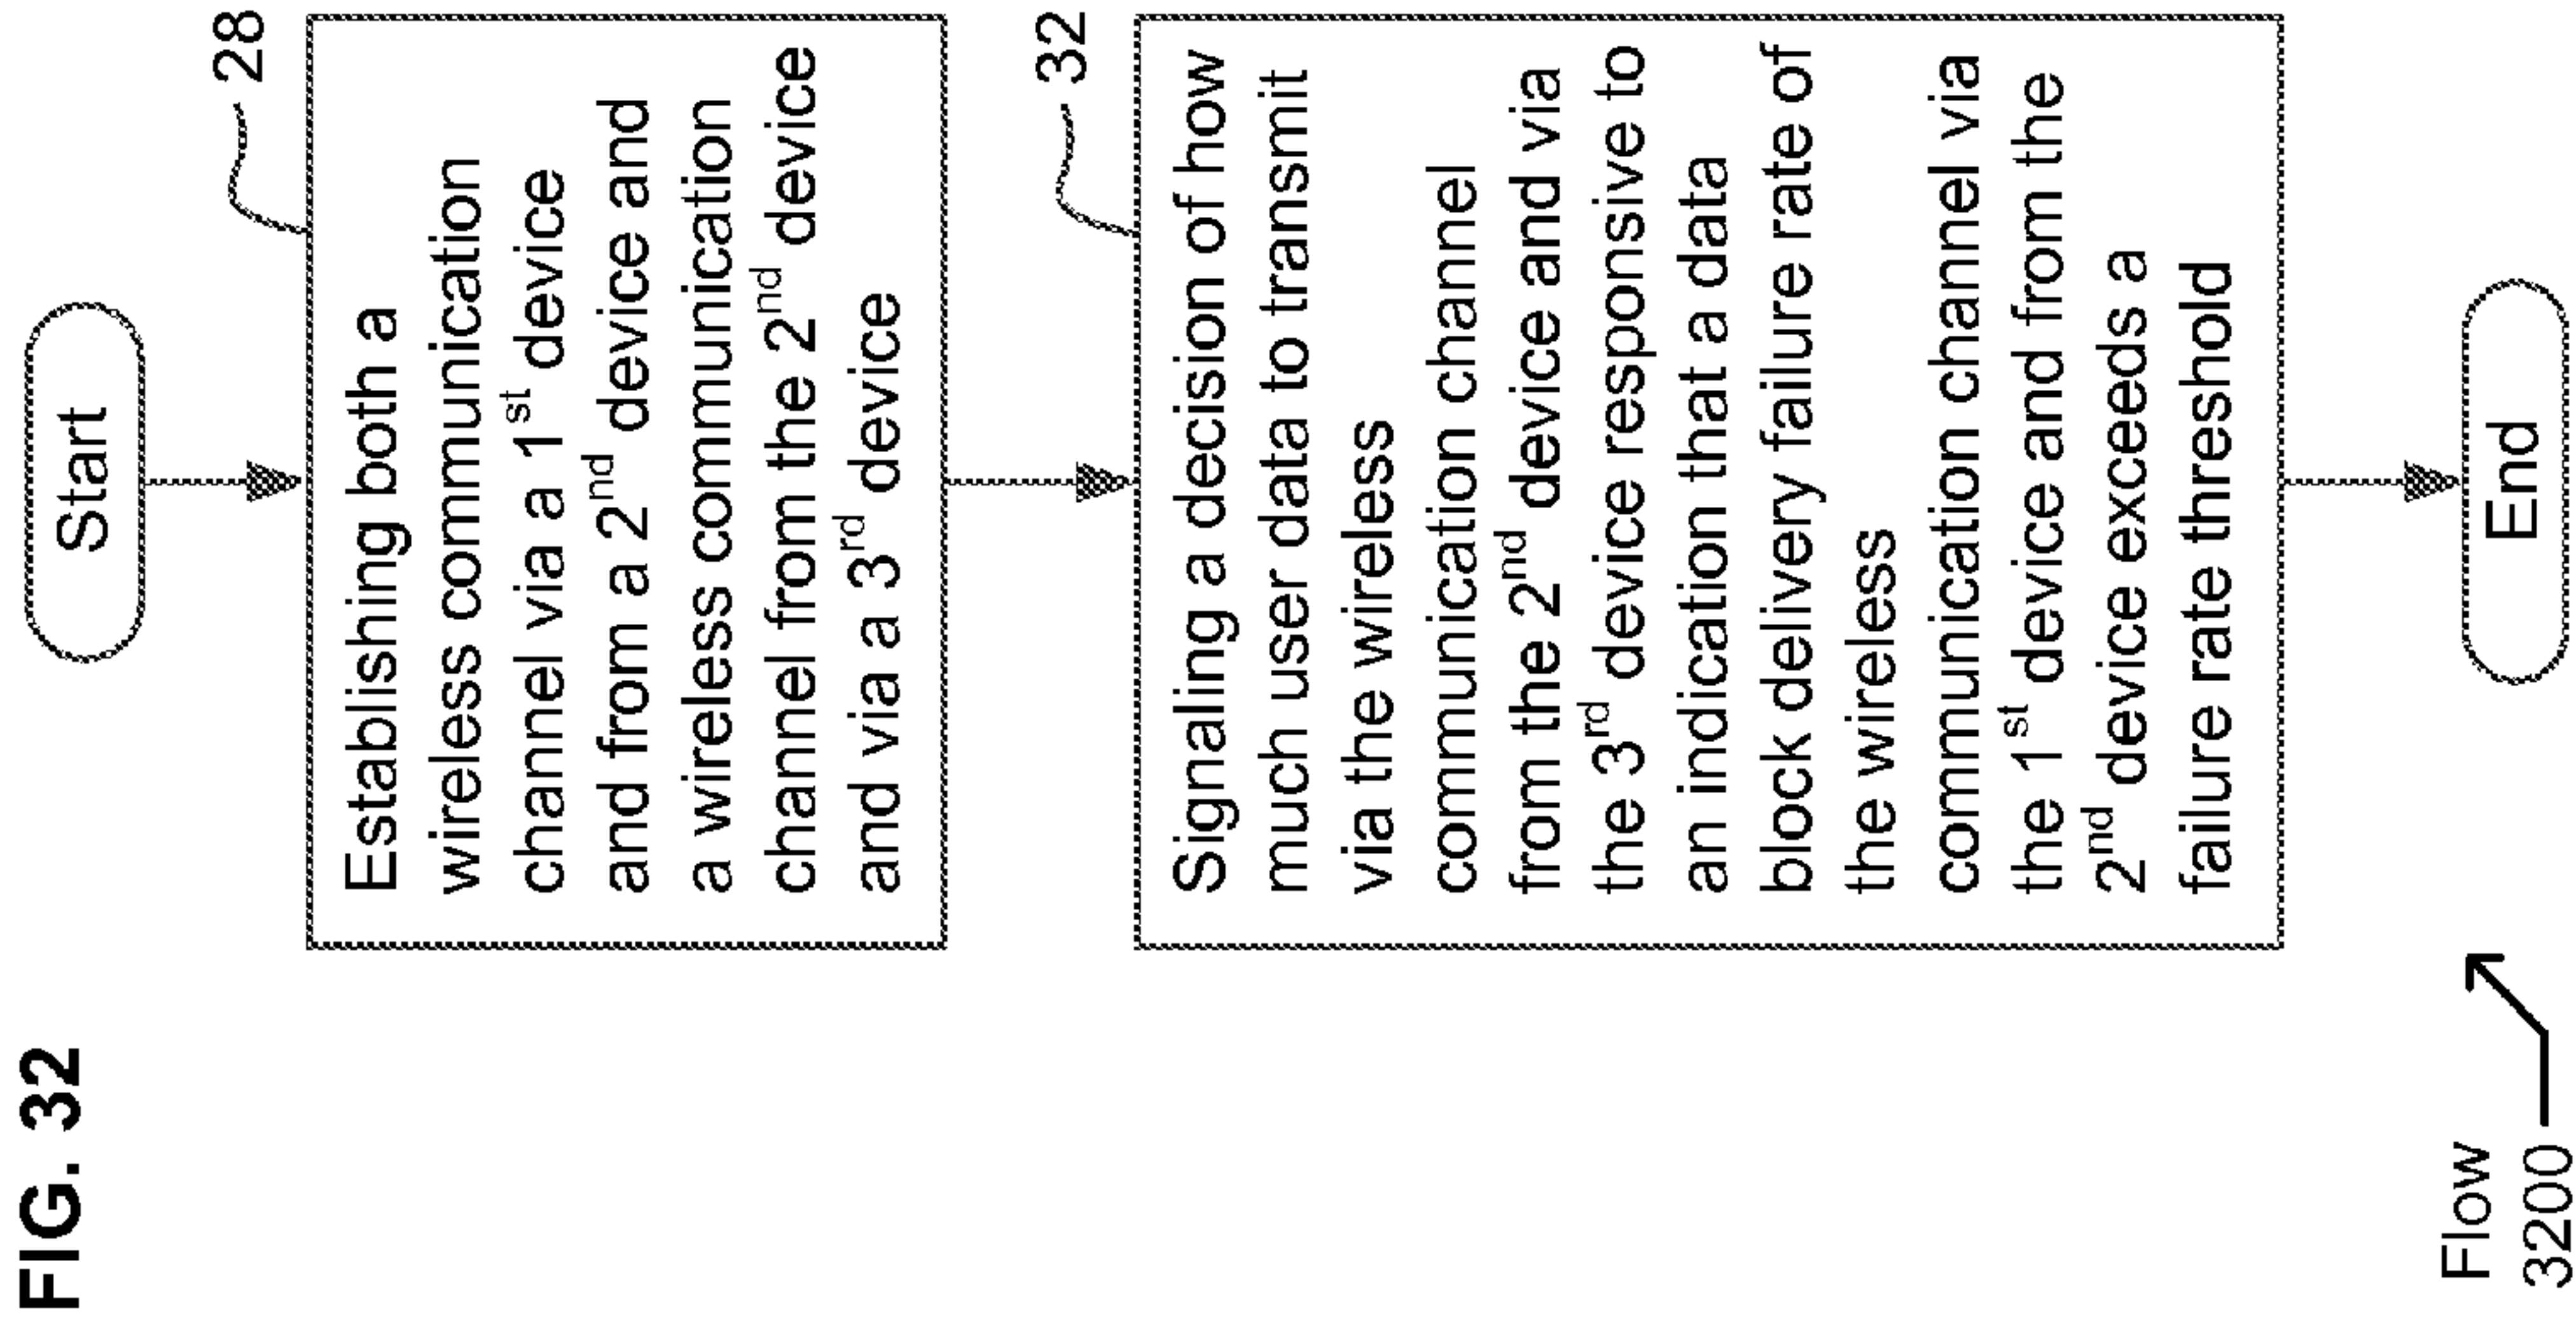 FIG. 32
Start
28
Establishing both a
wireless communication
channel via a 1st device
and from a 2nd device and
a wireless communication
channel from the 2nd device
and via a 3rd device
32
Signaling a decision of how
much user data to transmit
via the wireless
communication channel
from the 2nd device and via
the 3rd device responsive to
an indication that a data
block delivery failure rate of
the wireless
communication channel via
the 1st device and from the
2nd device exceeds a
failure rate threshold
End
Flow
3200